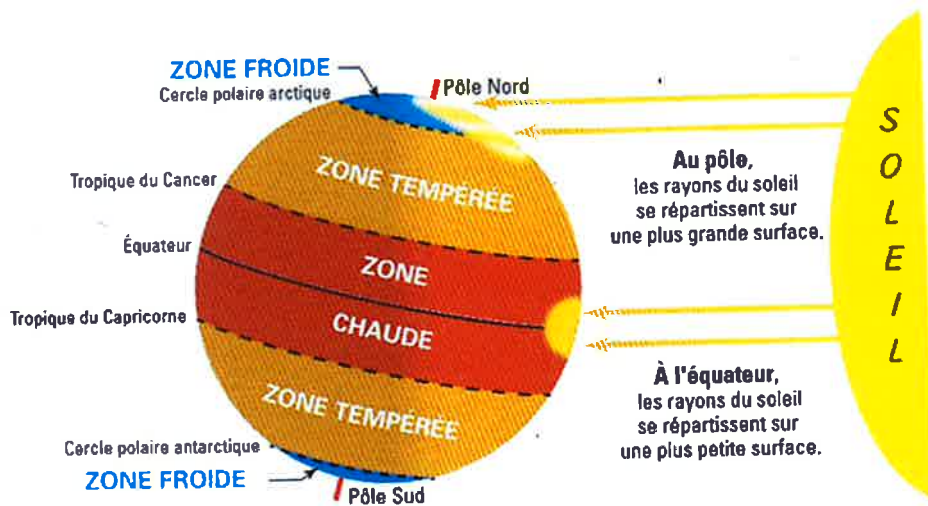 ZONE FROIDE
Cercle polaire arctique
Pôle Nord
ZONE TEMPÉRÉE
Tropique du Cancer
Équateur
ZONE
Tropique du Capricorne
CHAUDE
ZONE TEMPÉRÉE
Cercle polaire antarctique
ZONE FROIDE
Pôle Sud
Au pôle,
les rayons du soleil
se répartissent sur
une plus grande surface.
À l'équateur,
les rayons du soleil
se répartissent sur
une plus petite surface.
SOLEIL